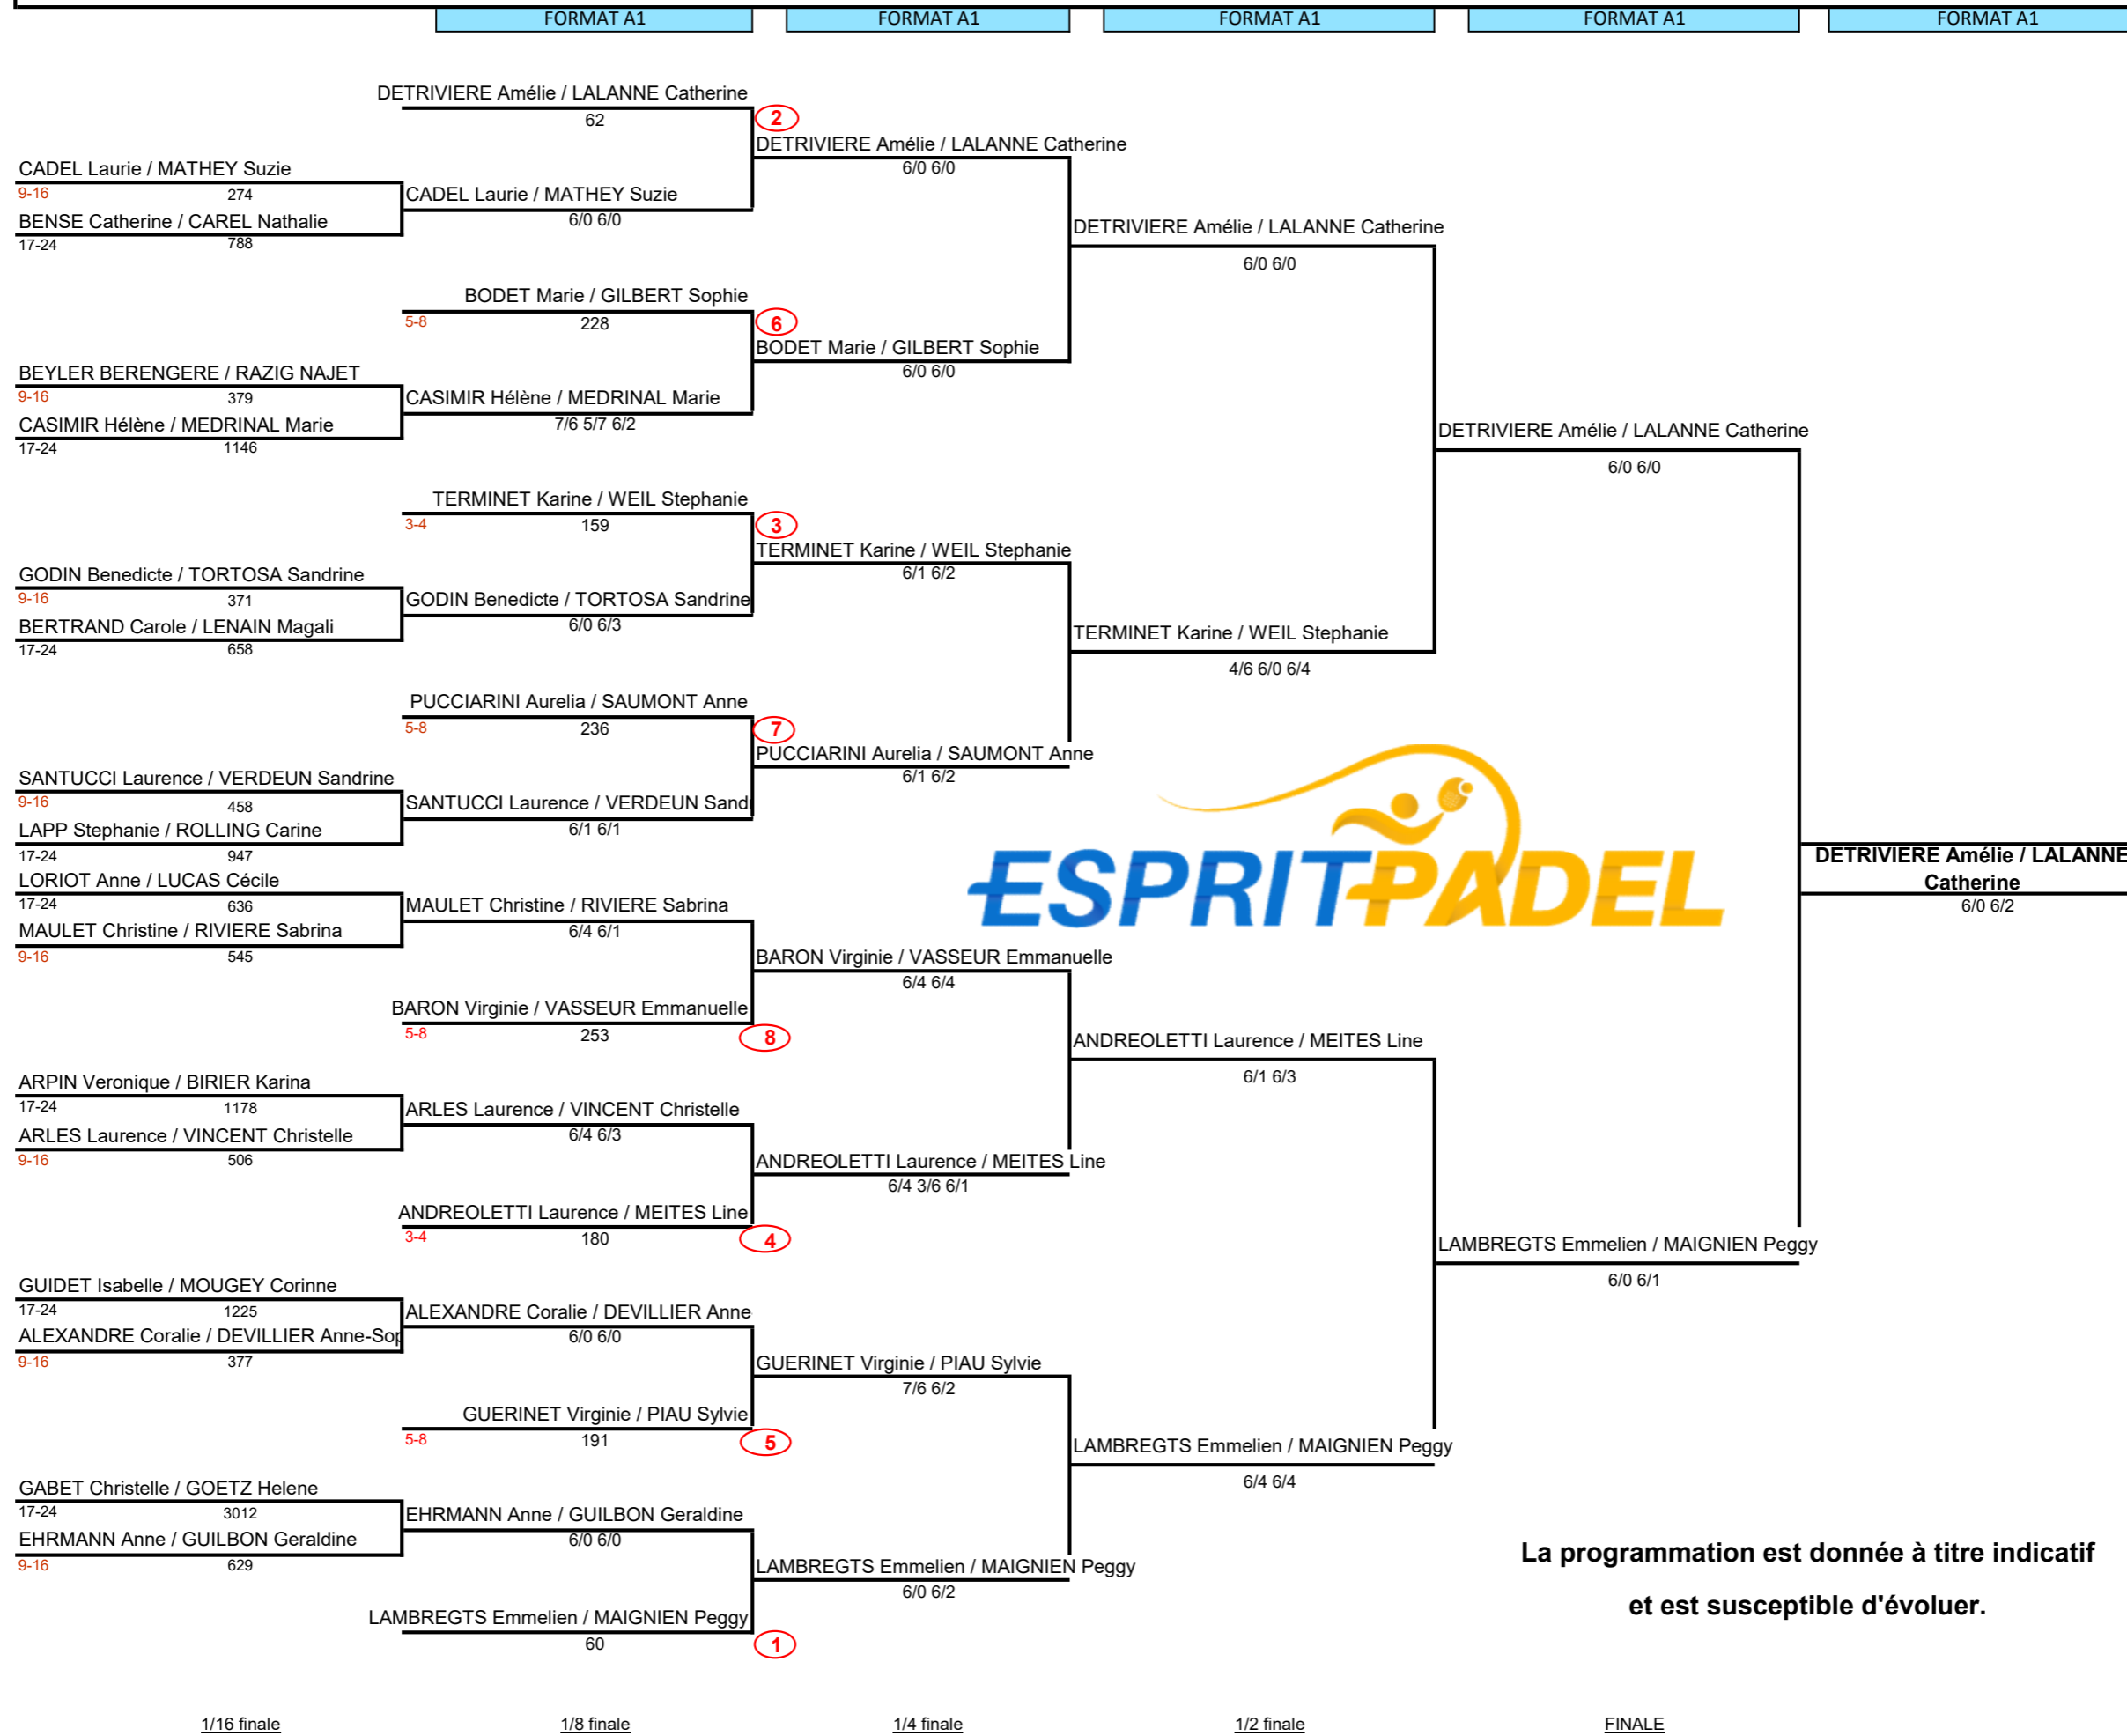 FORMAT A1 FORMAT A1 FORMAT A1 FORMAT A1 FORMAT A1
DETRIVIERE Amélie / LALANNE Catherine
62
2
DETRIVIERE Amélie / LALANNE Catherine
6/0 6/0
CADEL Laurie / MATHEY Suzie
9-16 274
CADEL Laurie / MATHEY Suzie
6/0 6/0
BENSE Catherine / CAREL Nathalie
17-24 788
DETRIVIERE Amélie / LALANNE Catherine
6/0 6/0
BODET Marie / GILBERT Sophie
5-8 228
6
BODET Marie / GILBERT Sophie
6/0 6/0
BEYLER BERENGERE / RAZIG NAJET
9-16 379
CASIMIR Hélène / MEDRINAL Marie
7/6 5/7 6/2
CASIMIR Hélène / MEDRINAL Marie
17-24 1146
DETRIVIERE Amélie / LALANNE Catherine
6/0 6/0
TERMINET Karine / WEIL Stephanie
3-4 159
3
TERMINET Karine / WEIL Stephanie
6/1 6/2
GODIN Benedicte / TORTOSA Sandrine
9-16 371
GODIN Benedicte / TORTOSA Sandrine
6/0 6/3
BERTRAND Carole / LENAIN Magali
17-24 658
TERMINET Karine / WEIL Stephanie
4/6 6/0 6/4
PUCCIARINI Aurelia / SAUMONT Anne
5-8 236
7
PUCCIARINI Aurelia / SAUMONT Anne
6/1 6/2
SANTUCCI Laurence / VERDEUN Sandrine
9-16 458
SANTUCCI Laurence / VERDEUN Sandr
6/1 6/1
LAPP Stephanie / ROLLING Carine
17-24 947
ESPRITPADEL
DETRIVIERE Amélie / LALANNE
Catherine
6/0 6/2
LORIOT Anne / LUCAS Cécile
17-24 636
MAULET Christine / RIVIERE Sabrina
6/4 6/1
MAULET Christine / RIVIERE Sabrina
9-16 545
BARON Virginie / VASSEUR Emmanuelle
6/4 6/4
BARON Virginie / VASSEUR Emmanuelle
5-8 253
8
ANDREOLETTI Laurence / MEITES Line
6/1 6/3
ARPIN Veronique / BIRIER Karina
17-24 1178
ARLES Laurence / VINCENT Christelle
6/4 6/3
ARLES Laurence / VINCENT Christelle
9-16 506
ANDREOLETTI Laurence / MEITES Line
6/4 3/6 6/1
ANDREOLETTI Laurence / MEITES Line
3-4 180
4
LAMBREGTS Emmelien / MAIGNIEN Peggy
6/0 6/1
GUIDET Isabelle / MOUGEY Corinne
17-24 1225
ALEXANDRE Coralie / DEVILLIER Anne
6/0 6/0
ALEXANDRE Coralie / DEVILLIER Anne-Sop
9-16 377
GUERINET Virginie / PIAU Sylvie
7/6 6/2
GUERINET Virginie / PIAU Sylvie
5-8 191
5
LAMBREGTS Emmelien / MAIGNIEN Peggy
6/4 6/4
GABET Christelle / GOETZ Helene
17-24 3012
EHRMANN Anne / GUILBON Geraldine
6/0 6/0
EHRMANN Anne / GUILBON Geraldine
9-16 629
LAMBREGTS Emmelien / MAIGNIEN Peggy
6/0 6/2
LAMBREGTS Emmelien / MAIGNIEN Peggy
60
1
La programmation est donnée à titre indicatif
et est susceptible d'évoluer.
1/16 finale 1/8 finale 1/4 finale 1/2 finale FINALE